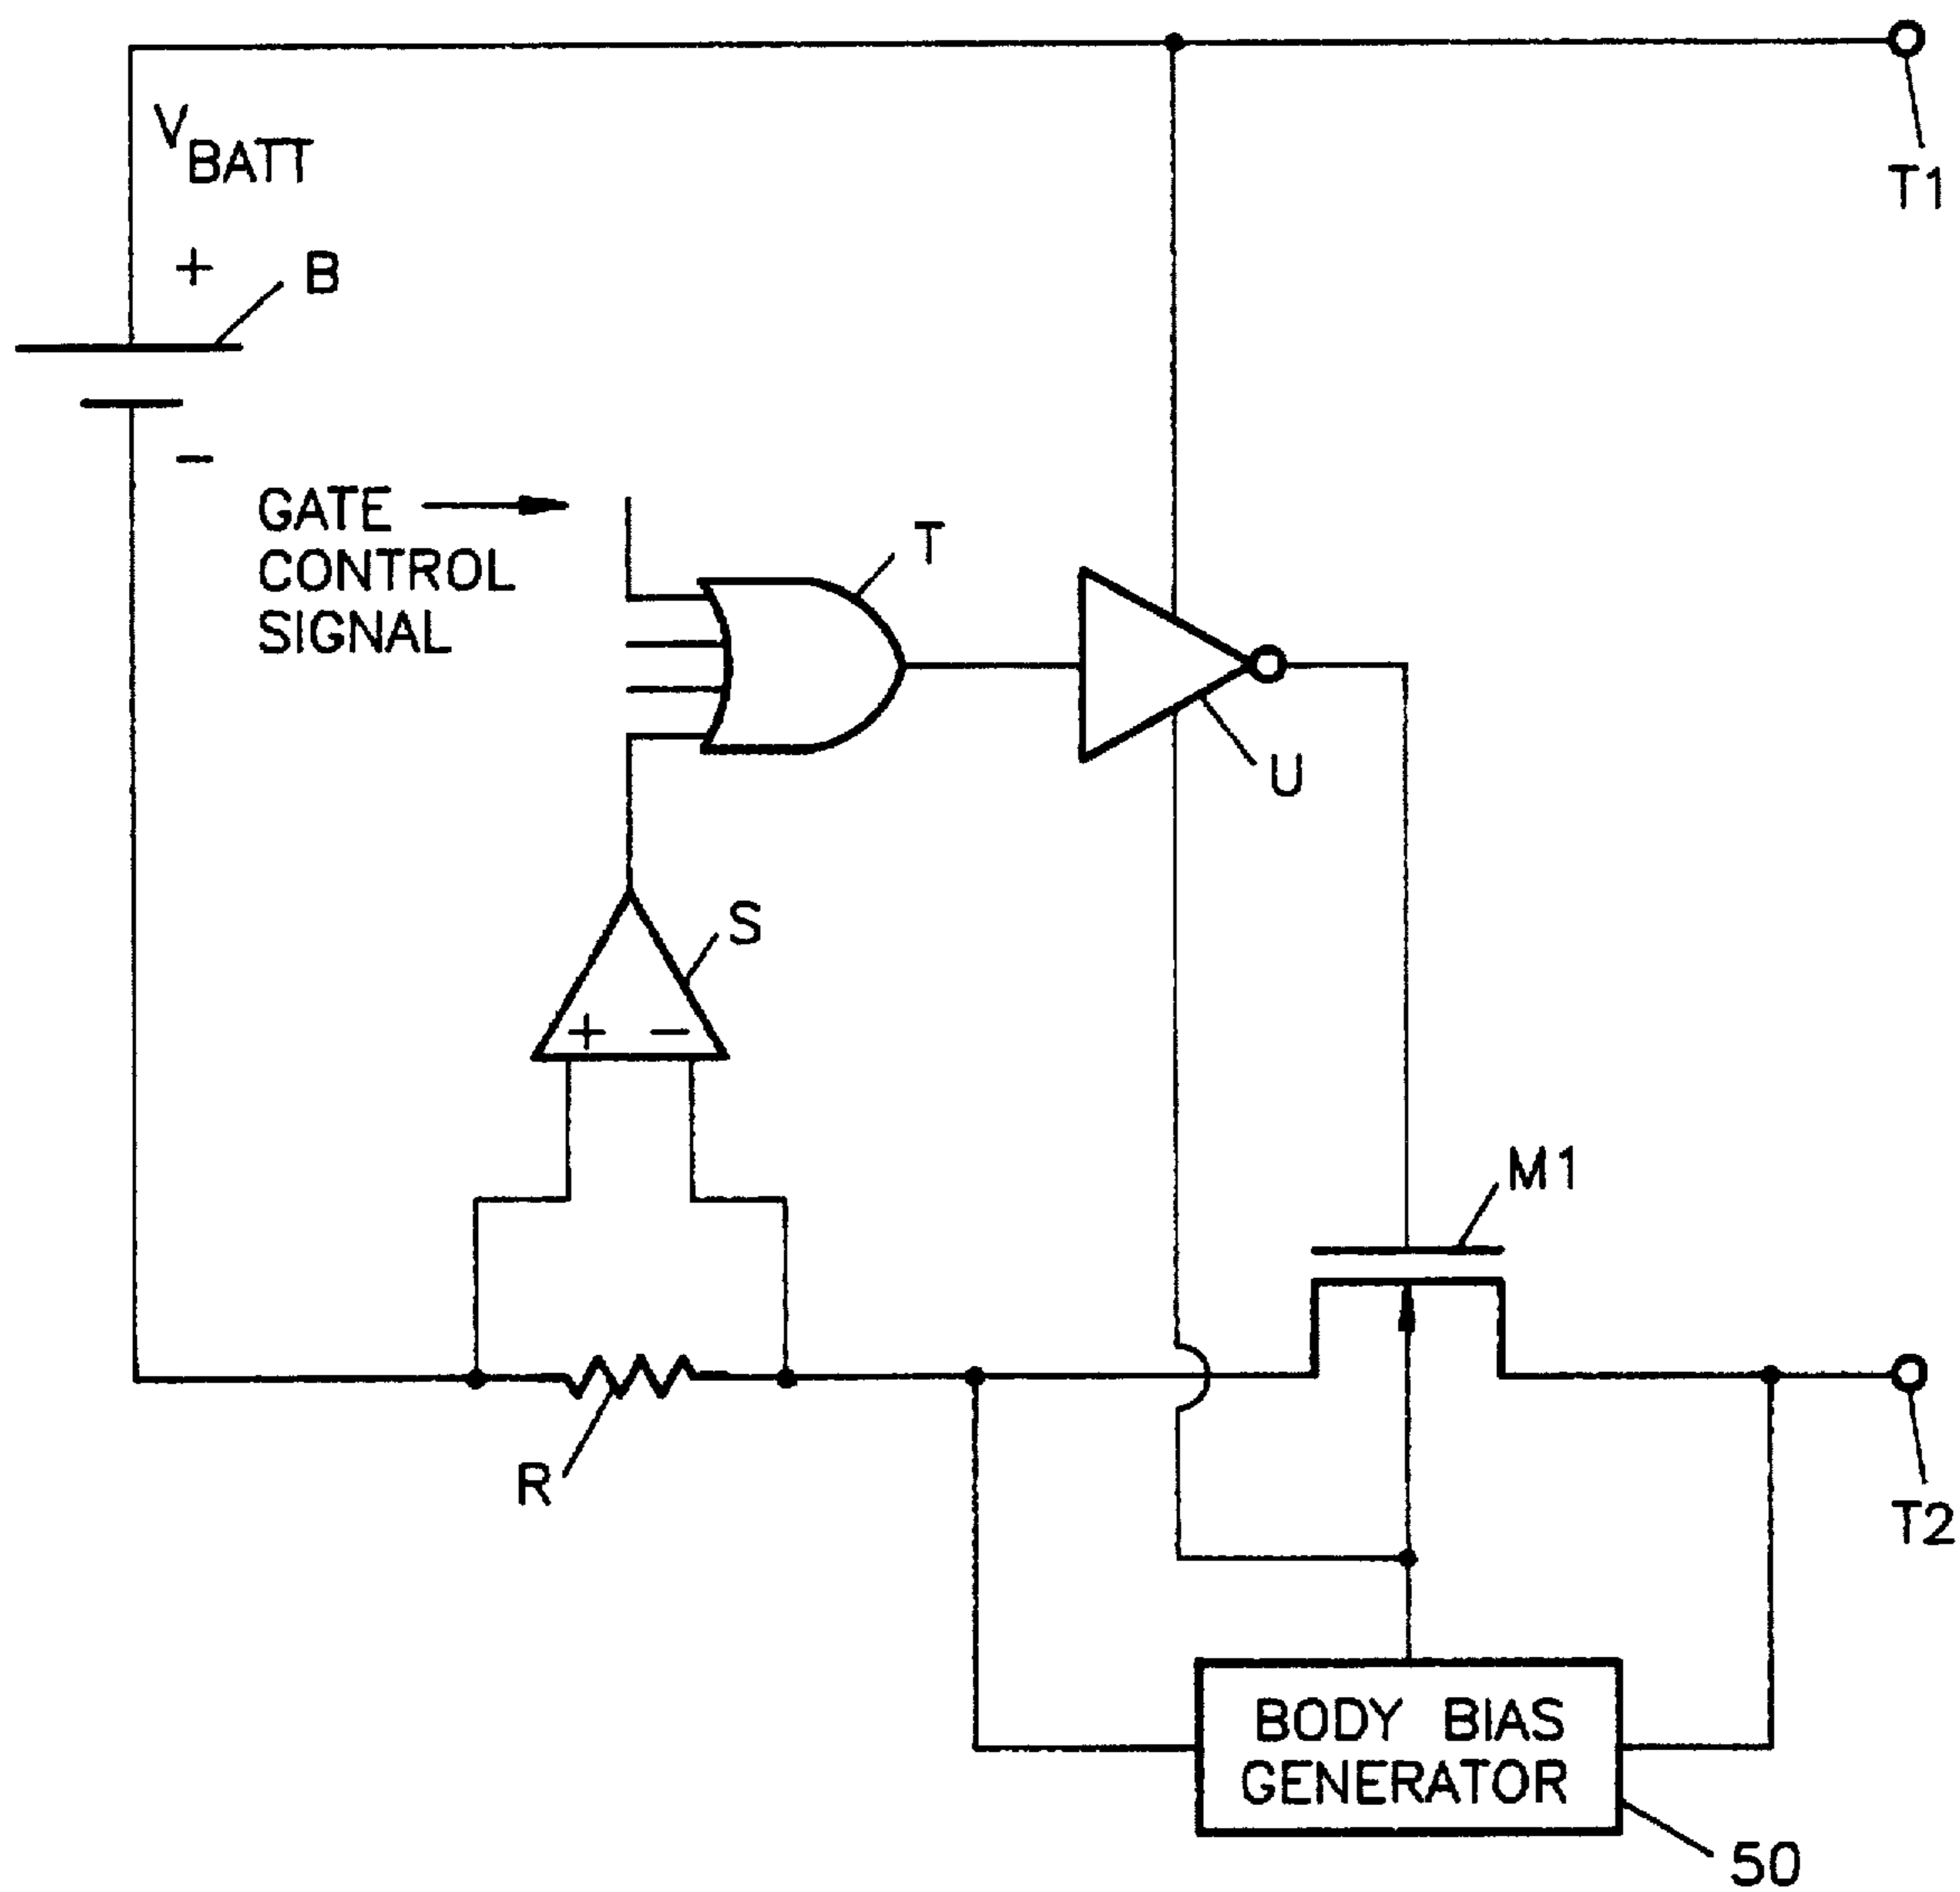 V BATT
T1
+
B
−
GATE
CONTROL
SIGNAL
T
U
S
+ −
M1
R
T2
BODY BIAS
GENERATOR
50